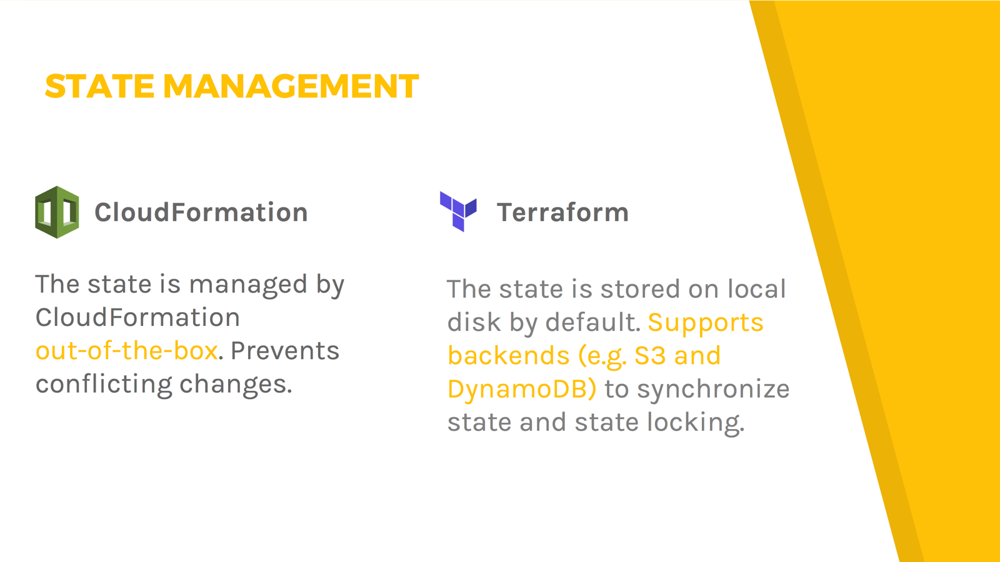 STATE MANAGEMENT
CloudFormation
The state is managed by
CloudFormation
out-of-the-box. Prevents
conflicting changes.
Terraform
The state is stored on local
disk by default. Supports
backends (e.g. S3 and
DynamoDB) to synchronize
state and state locking.